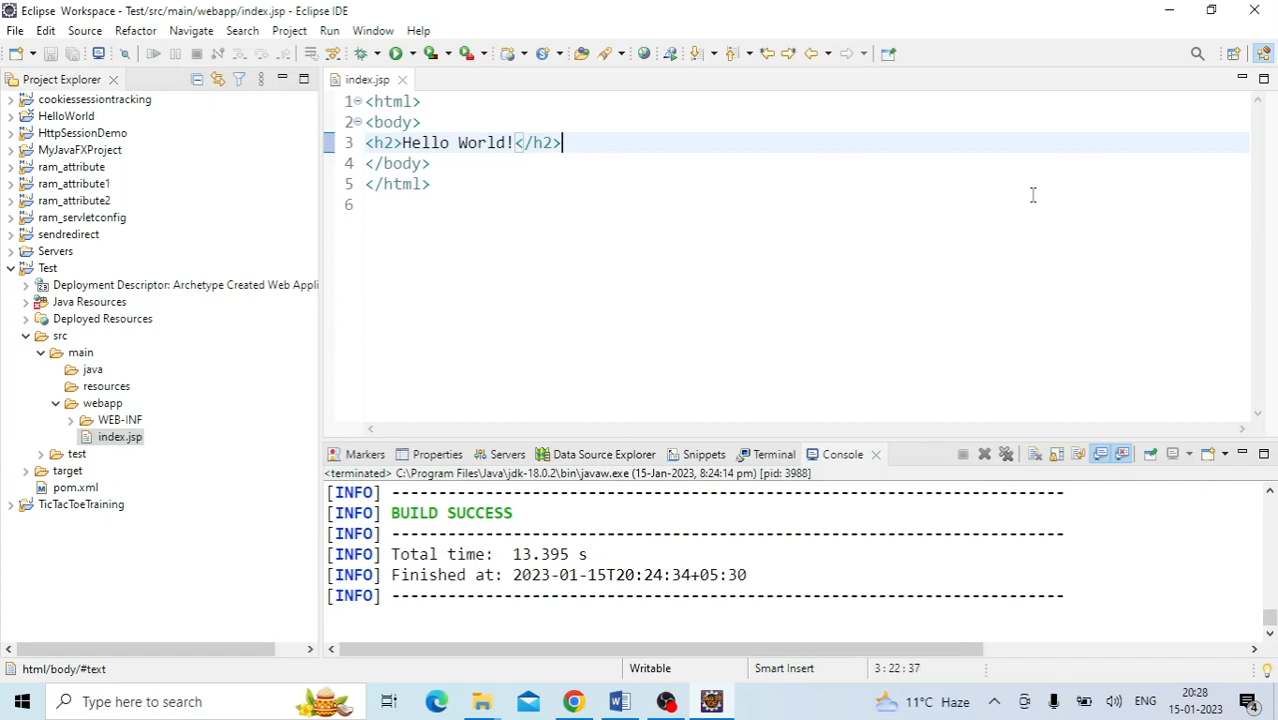 Eclipse Workspace - Test/src/main/webapp/index.jsp - Eclipse IDE
File Edit Source Refactor Navigate Search Project Run Window Help
Project Explorer
index.jsp
cookiessessiontracking
HelloWorld
HttpSessionDemo
MyJavaFXProject
ram_attribute
ram_attribute1
ram_attribute2
ram_servletconfig
sendredirect
Servers
Test
Deployment Descriptor: Archetype Created Web Appli
Java Resources
Deployed Resources
src
main
java
resources
webapp
WEB-INF
index.jsp
test
target
pom.xml
TicTacToeTraining
1 <html>
2 <body>
3 <h2>Hello World!</h2>
4 </body>
5 </html>
6
Markers Properties Servers Data Source Explorer Snippets Terminal Console
<terminated> C:\Program Files\Java\jdk-18.0.2\bin\javaw.exe (15-Jan-2023, 8:24:14 pm) [pid: 3988]
[INFO] ------------------------------------------------------------------------
[INFO] BUILD SUCCESS
[INFO] ------------------------------------------------------------------------
[INFO] Total time:  13.395 s
[INFO] Finished at: 2023-01-15T20:24:34+05:30
[INFO] ------------------------------------------------------------------------
html/body/#text
Writable
Smart Insert
3 : 22 : 37
Type here to search
11°C Haze
ENG
20:28
15-01-2023
4